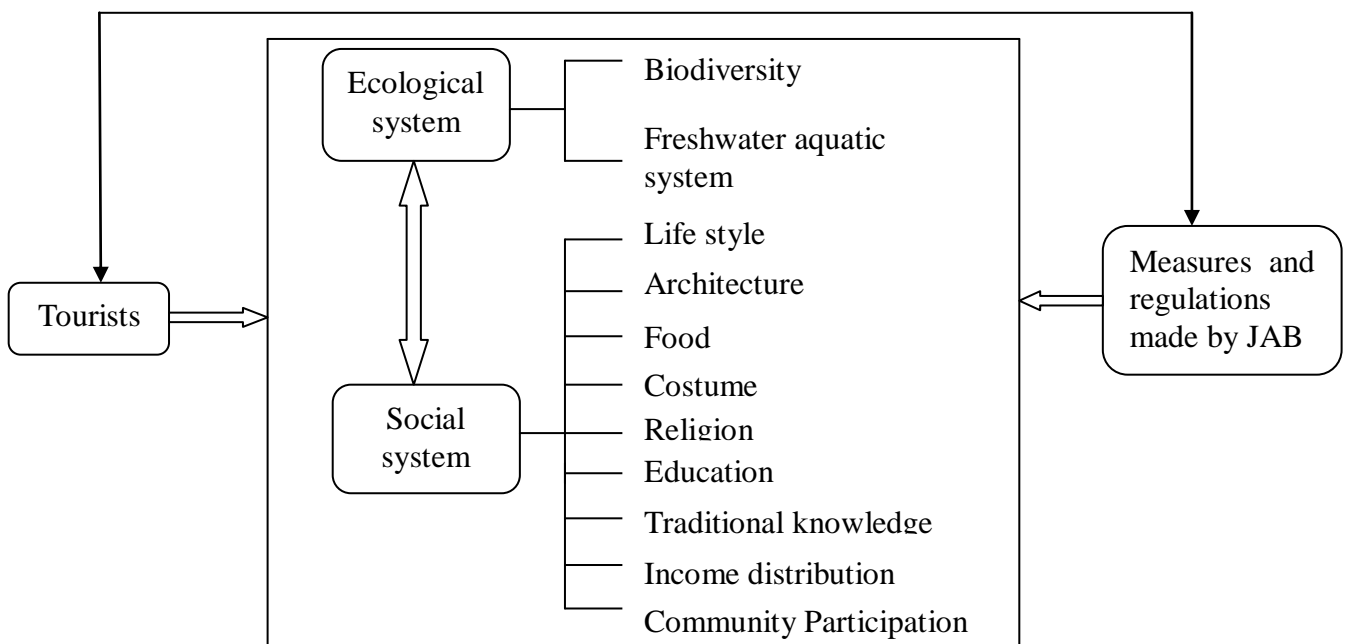 Ecological
system
Biodiversity
Freshwater aquatic
system
Tourists
Social
system
Life style
Architecture
Food
Costume
Religion
Education
Traditional knowledge
Income distribution
Community Participation
Measures and
regulations
made by JAB